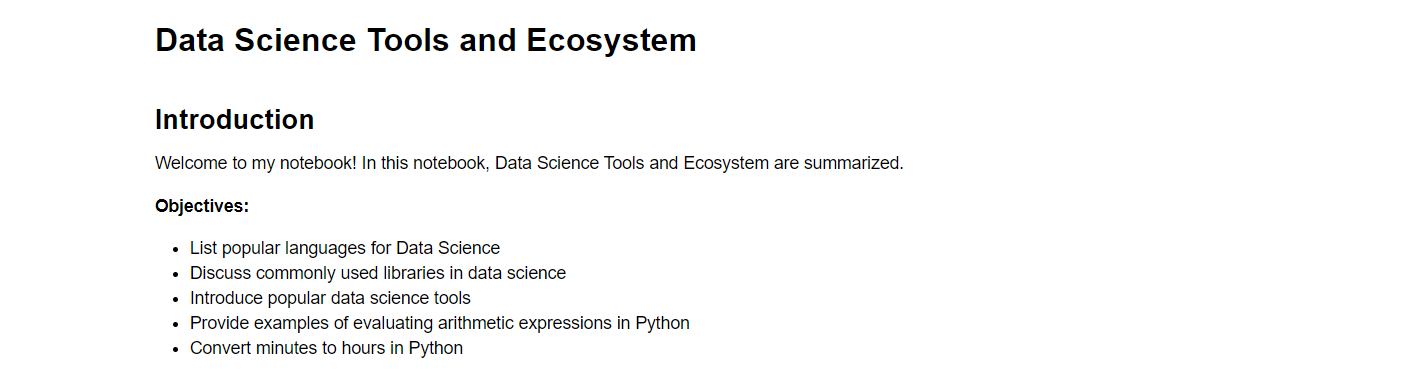 Data Science Tools and Ecosystem
Introduction
Welcome to my notebook! In this notebook, Data Science Tools and Ecosystem are summarized.
Objectives:
• List popular languages for Data Science
• Discuss commonly used libraries in data science
• Introduce popular data science tools
• Provide examples of evaluating arithmetic expressions in Python
• Convert minutes to hours in Python